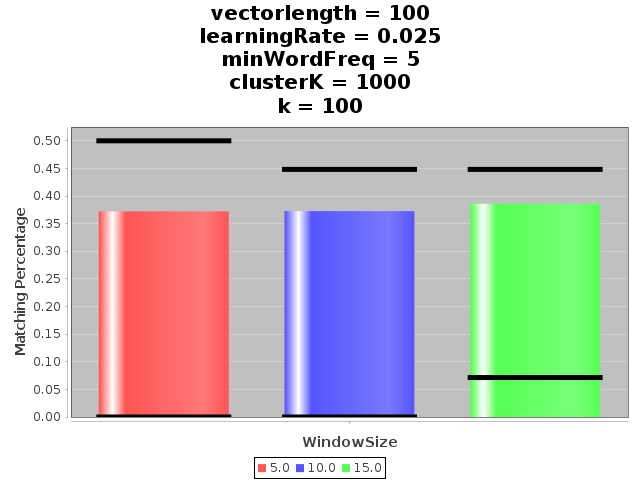 vectorlength = 100
learningRate = 0.025
minWordFreq = 5
clusterK = 1000
k = 100
Matching Percentage
0.50
0.45
0.40
0.35
0.30
0.25
0.20
0.15
0.10
0.05
0.00
WindowSize
5.0 10.0 15.0